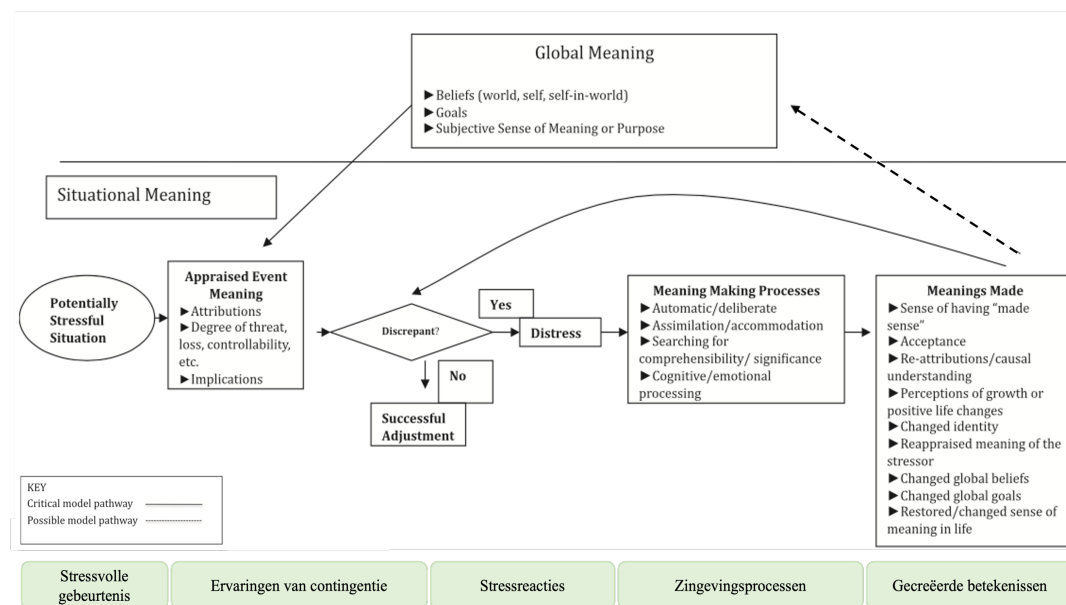 Global Meaning
►Beliefs (world, self, self-in-world)
►Goals
►Subjective Sense of Meaning or Purpose
Situational Meaning
Potentially
Stressful
Situation
Appraised Event
Meaning
►Attributions
►Degree of threat,
loss, controllability,
etc.
►Implications
Discrepant?
Yes
Distress
No
Successful
Adjustment
Meaning Making Processes
►Automatic/deliberate
►Assimilation/accommodation
►Searching for
comprehensibility/ significance
►Cognitive/emotional
processing
Meanings Made
►Sense of having “made
sense”
►Acceptance
►Re-attributions/causal
understanding
►Perceptions of growth or
positive life changes
►Changed identity
►Reappraised meaning of the
stressor
►Changed global beliefs
►Changed global goals
►Restored/changed sense of
meaning in life
KEY
Critical model pathway
Possible model pathway
Stressvolle
gebeurtenis
Ervaringen van contingentie
Stressreacties
Zingevingsprocessen
Gecreëerde betekenissen